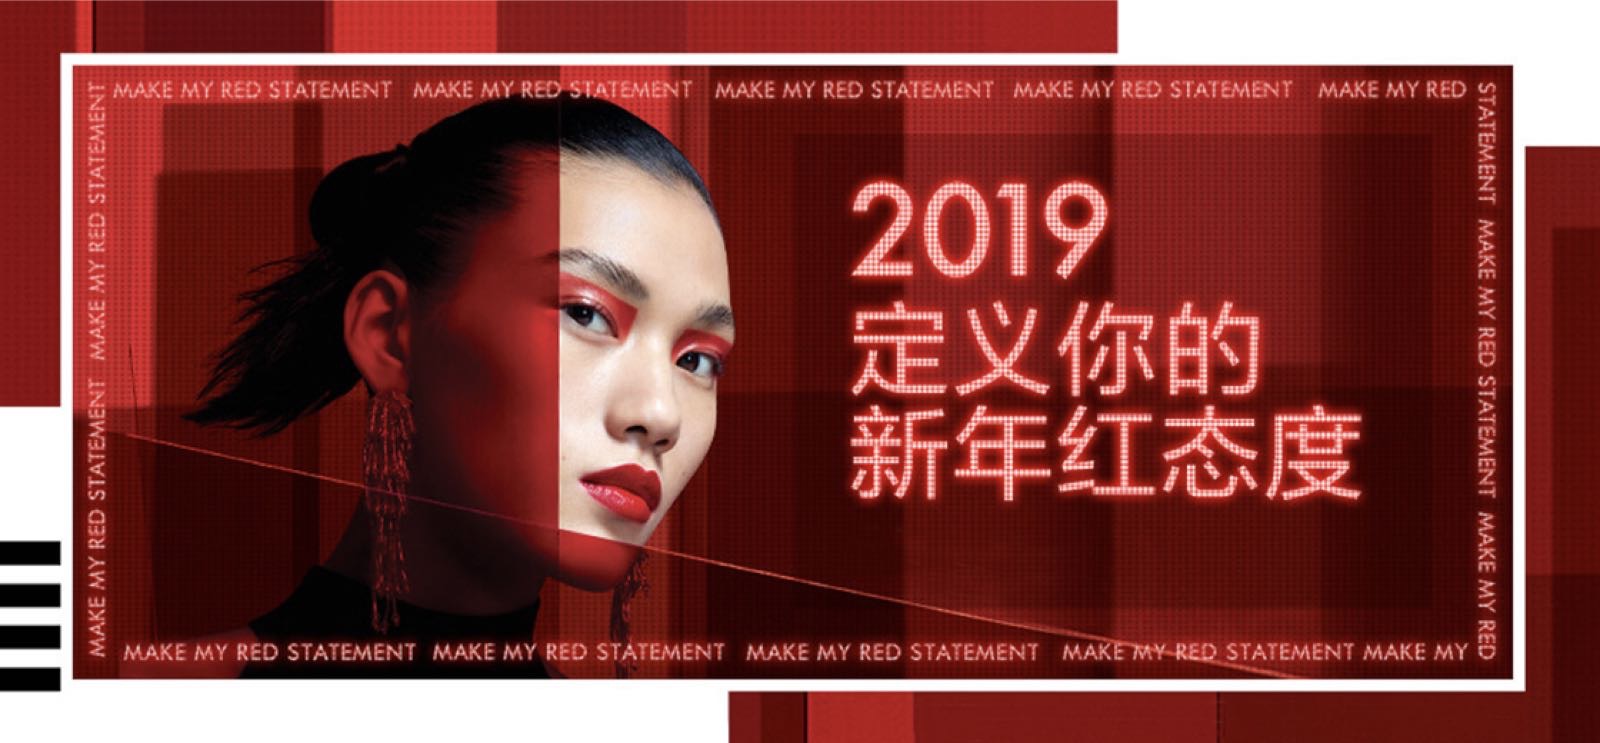 MAKE MY RED STATEMENT MAKE MY RED STATEMENT MAKE MY RED STATEMENT MAKE MY RED STATEMENT MAKE MY RED
STATEMENT MAKE MY RED STATEMENT MAKE MY RED
MAKE MY RED STATEMENT MAKE MY RED STATEMENT
2019
定义你的
新年红态度
MAKE MY RED STATEMENT MAKE MY RED STATEMENT MAKE MY RED STATEMENT MAKE MY RED STATEMENT MAKE MY